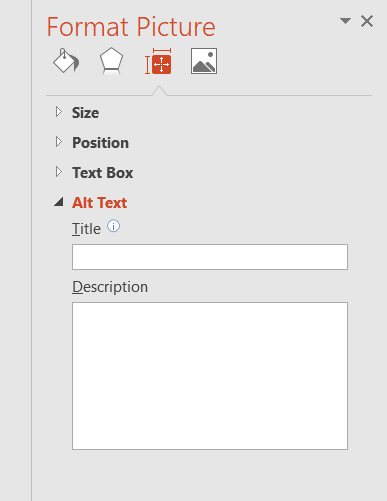 Format Picture
Size
Position
Text Box
Alt Text
Title
Description